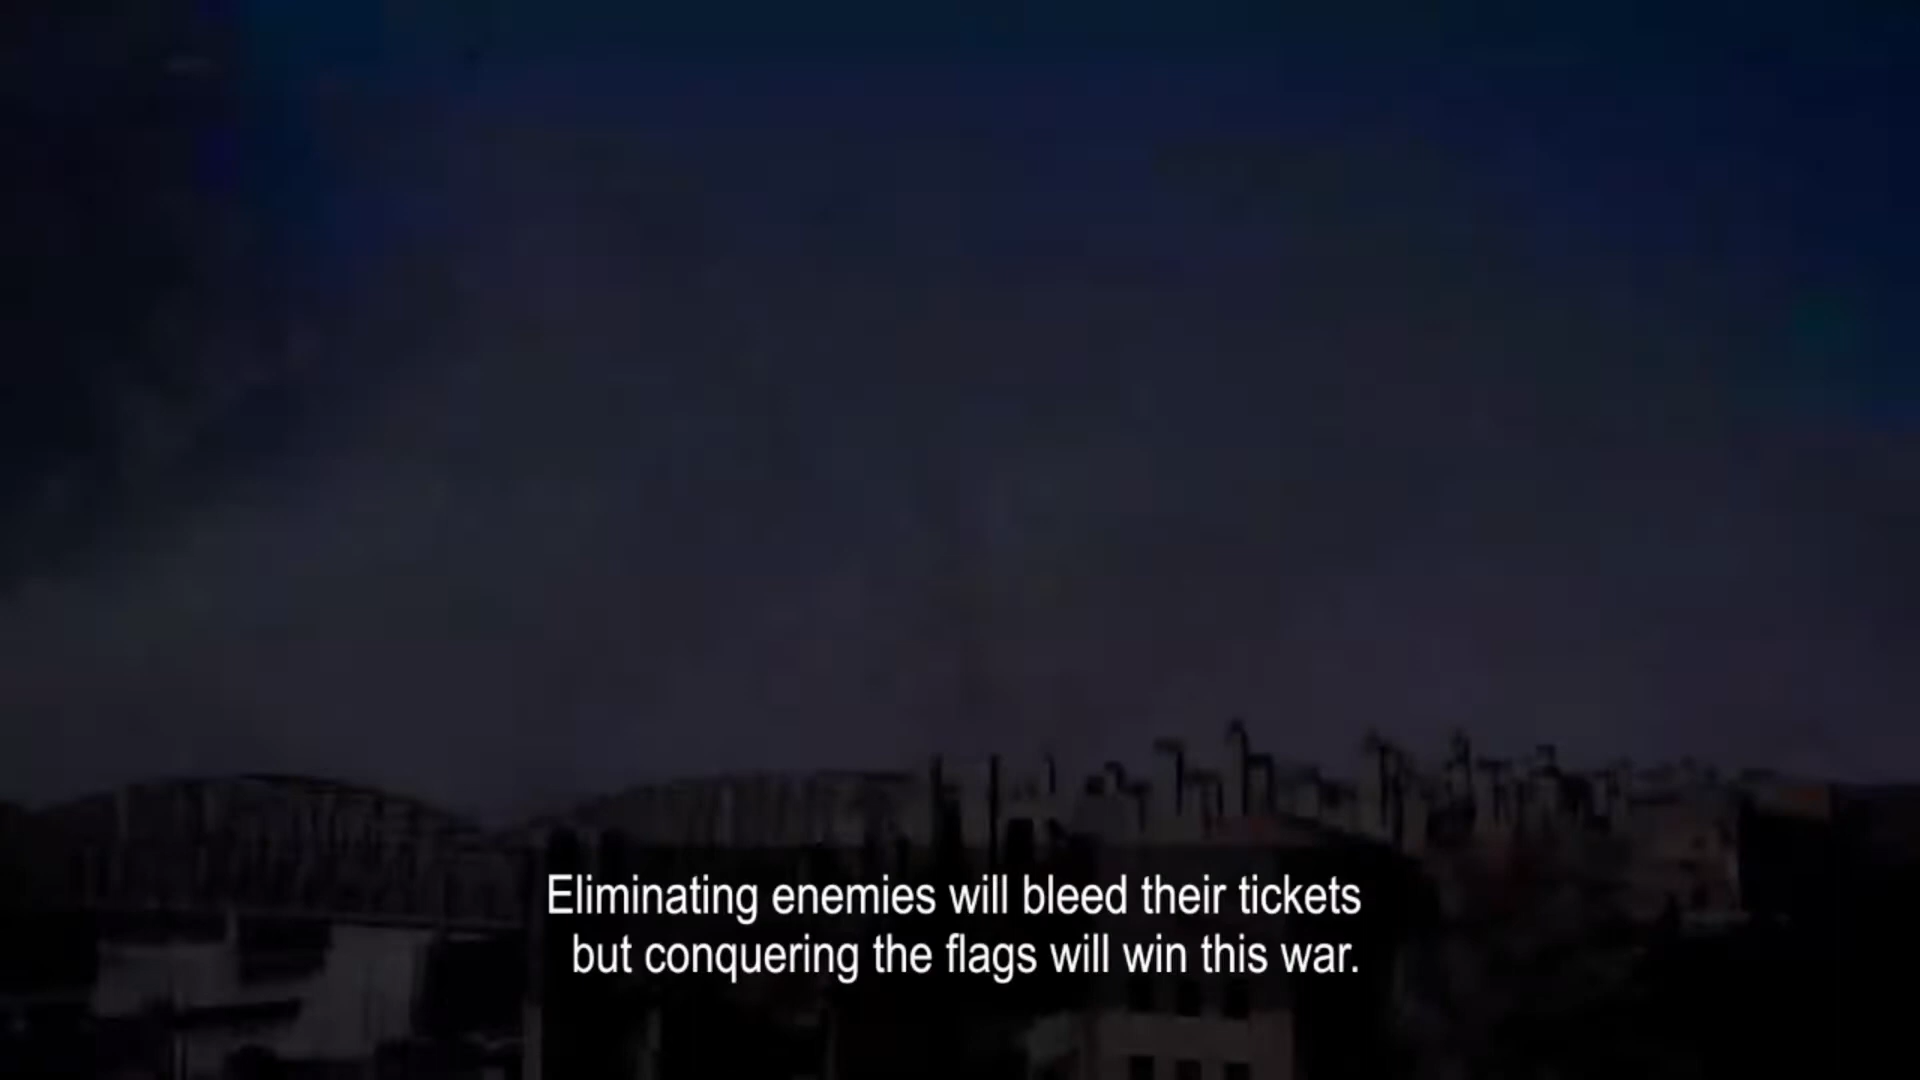 Eliminating enemies will bleed their tickets
but conquering the flags will win this war.